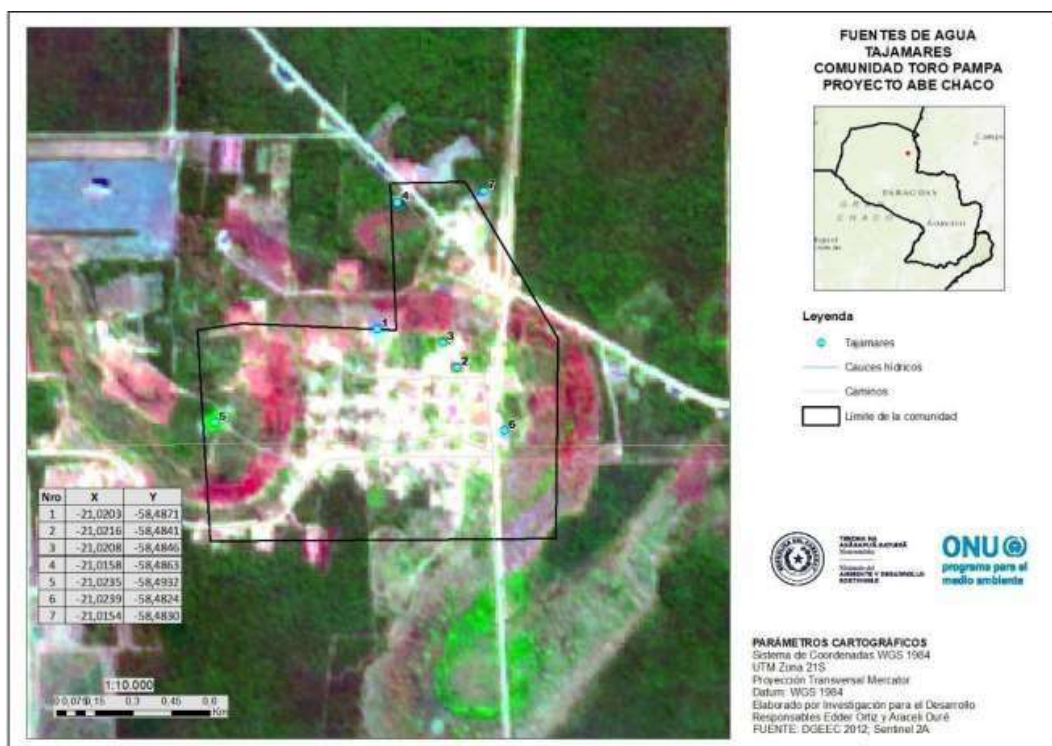 FUENTES DE AGUA
TAJAMARES
COMUNIDAD TORO PAMPA
PROYECTO ABE CHACO
PARAGUAY
CHACO
Asunción
Leyenda
Tajamares
Cauces hídricos
Caminos
Límite de la comunidad
7
4
1
3
2
5
6
Nro X Y
1 -21,0203 -58,4871
2 -21,0216 -58,4841
3 -21,0208 -58,4846
4 -21,0158 -58,4863
5 -21,0235 -58,4932
6 -21,0239 -58,4824
7 -21,0154 -58,4830
1:10.000
0 0,075 0,15 0,3 0,45 0,6
Km
AMBIENTE Y DESARROLLO
SOSTENIBLE
ONU
programa para el
medio ambiente
PARÁMETROS CARTOGRÁFICOS
Sistema de Coordenadas WGS 1984
UTM Zona 21S
Proyección Transversal Mercator
Datum: WGS 1984
Elaborado por Investigación para el Desarrollo
Responsables Edder Ortiz y Araceli Duré
FUENTE: DGEEC 2012; Sentinel 2A